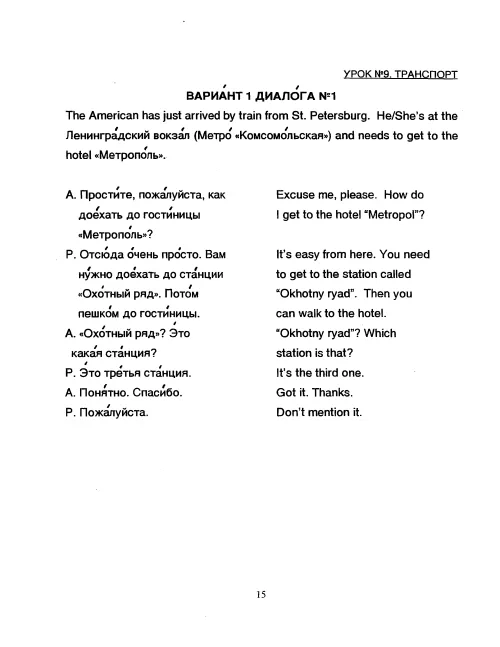 УРОК №9. ТРАНСПОРТ
ВАРИА́НТ 1 ДИАЛО́ГА №1
The American has just arrived by train from St. Petersburg. He/She's at the
Ленингра́дский вокза́л (Метро́ «Комсомо́льская») and needs to get to the
hotel «Метропо́ль».
А. Прости́те, пожа́луйста, как Excuse me, please. How do
дое́хать до гости́ницы I get to the hotel "Metropol"?
«Метропо́ль»?
Р. Отсю́да о́чень про́сто. Вам It's easy from here. You need
ну́жно дое́хать до ста́нции to get to the station called
«Охо́тный ряд». Пото́м "Okhotny ryad". Then you
пешко́м до гости́ницы. can walk to the hotel.
А. «Охо́тный ряд»? Э́то "Okhotny ryad"? Which
кака́я ста́нция? station is that?
Р. Э́то тре́тья ста́нция. It's the third one.
А. Поня́тно. Спаси́бо. Got it. Thanks.
Р. Пожа́луйста. Don't mention it.
15